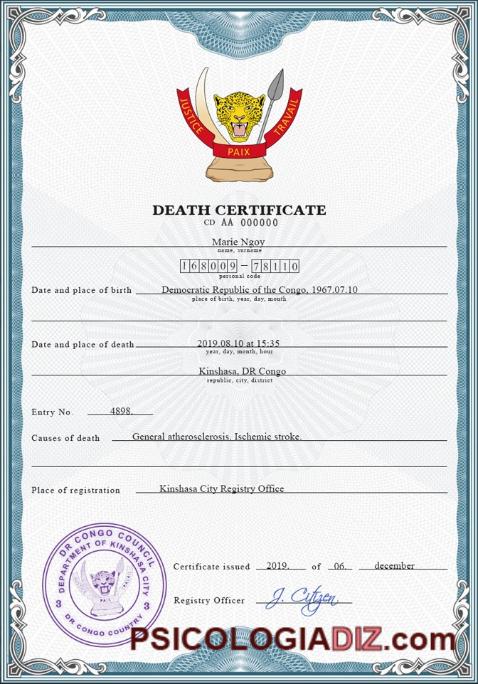 JUSTICE
PAIX
TRAVAIL
DEATH CERTIFICATE
CD AA 000000
Marie Ngoy
name, surname
168009 – 78110
personal code
Date and place of birth Democratic Republic of the Congo, 1967.07.10
place of birth, year, day, mouth
Date and place of death 2019.08.10 at 15:35
year, day, month, hour
Kinshasa, DR Congo
republic, city, district
Entry No. 4898.
Causes of death General atherosclerosis. Ischemic stroke.
Place of registration Kinshasa City Registry Office
DR CONGO COUNCIL
DEPARTMENT OF KINSHASA CITY
3 3
DR CONGO COUNTRY
Certificate issued 2019. of 06. december
Registry Officer J. Citizen
PSICOLOGIADIZ.com